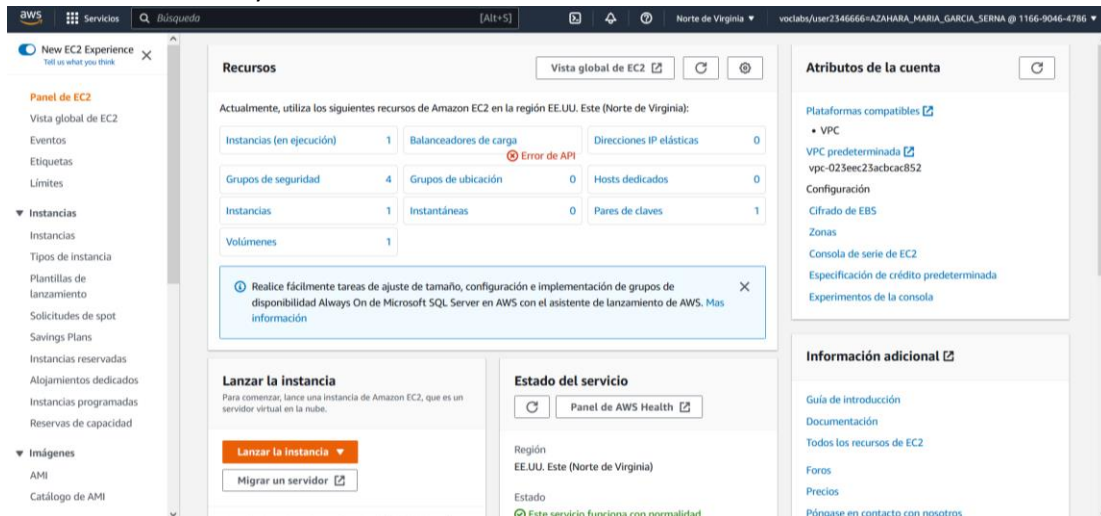 aws
Servicios
Búsqueda
[Alt+S]
Norte de Virginia ▼
voclabs/user2346666=AZAHARA_MARIA_GARCIA_SERNA @ 1166-9046-4786 ▼
New EC2 Experience
Tell us what you think
Panel de EC2
Vista global de EC2
Eventos
Etiquetas
Límites
▼ Instancias
Instancias
Tipos de instancia
Plantillas de
lanzamiento
Solicitudes de spot
Savings Plans
Instancias reservadas
Alojamientos dedicados
Instancias programadas
Reservas de capacidad
▼ Imágenes
AMI
Catálogo de AMI
Recursos
Vista global de EC2
Actualmente, utiliza los siguientes recursos de Amazon EC2 en la región EE.UU. Este (Norte de Virginia):
Instancias (en ejecución) 1
Balanceadores de carga
Error de API
Direcciones IP elásticas 0
Grupos de seguridad 4
Grupos de ubicación 0
Hosts dedicados 0
Instancias 1
Instantáneas 0
Pares de claves 1
Volúmenes 1
Realice fácilmente tareas de ajuste de tamaño, configuración e implementación de grupos de
disponibilidad Always On de Microsoft SQL Server en AWS con el asistente de lanzamiento de AWS. Mas
información
Lanzar la instancia
Para comenzar, lance una instancia de Amazon EC2, que es un
servidor virtual en la nube.
Lanzar la instancia ▼
Migrar un servidor
Estado del servicio
Panel de AWS Health
Región
EE.UU. Este (Norte de Virginia)
Estado
Este servicio funciona con normalidad
Atributos de la cuenta
Plataformas compatibles
• VPC
VPC predeterminada
vpc-023eec23acbcac852
Configuración
Cifrado de EBS
Zonas
Consola de serie de EC2
Especificación de crédito predeterminada
Experimentos de la consola
Información adicional
Guía de introducción
Documentación
Todos los recursos de EC2
Foros
Precios
Póngase en contacto con nosotros